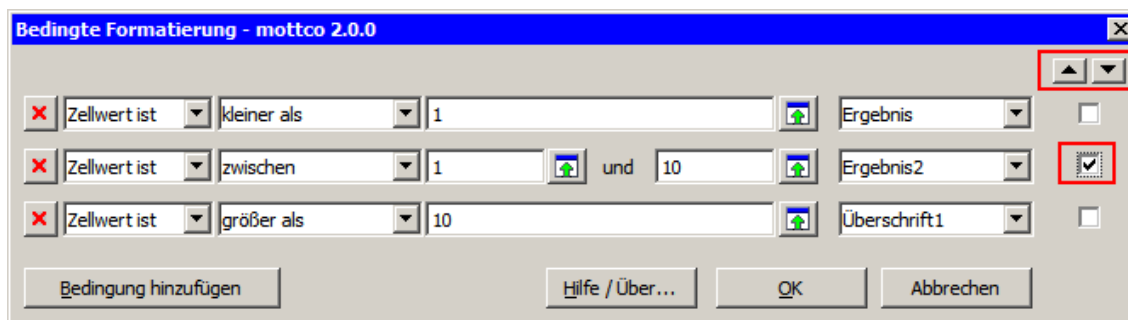 Bedingte Formatierung - mottco 2.0.0
Zellwert ist kleiner als 1 Ergebnis
Zellwert ist zwischen 1 und 10 Ergebnis2
Zellwert ist größer als 10 Überschrift1
Bedingung hinzufügen Hilfe / Über... OK Abbrechen